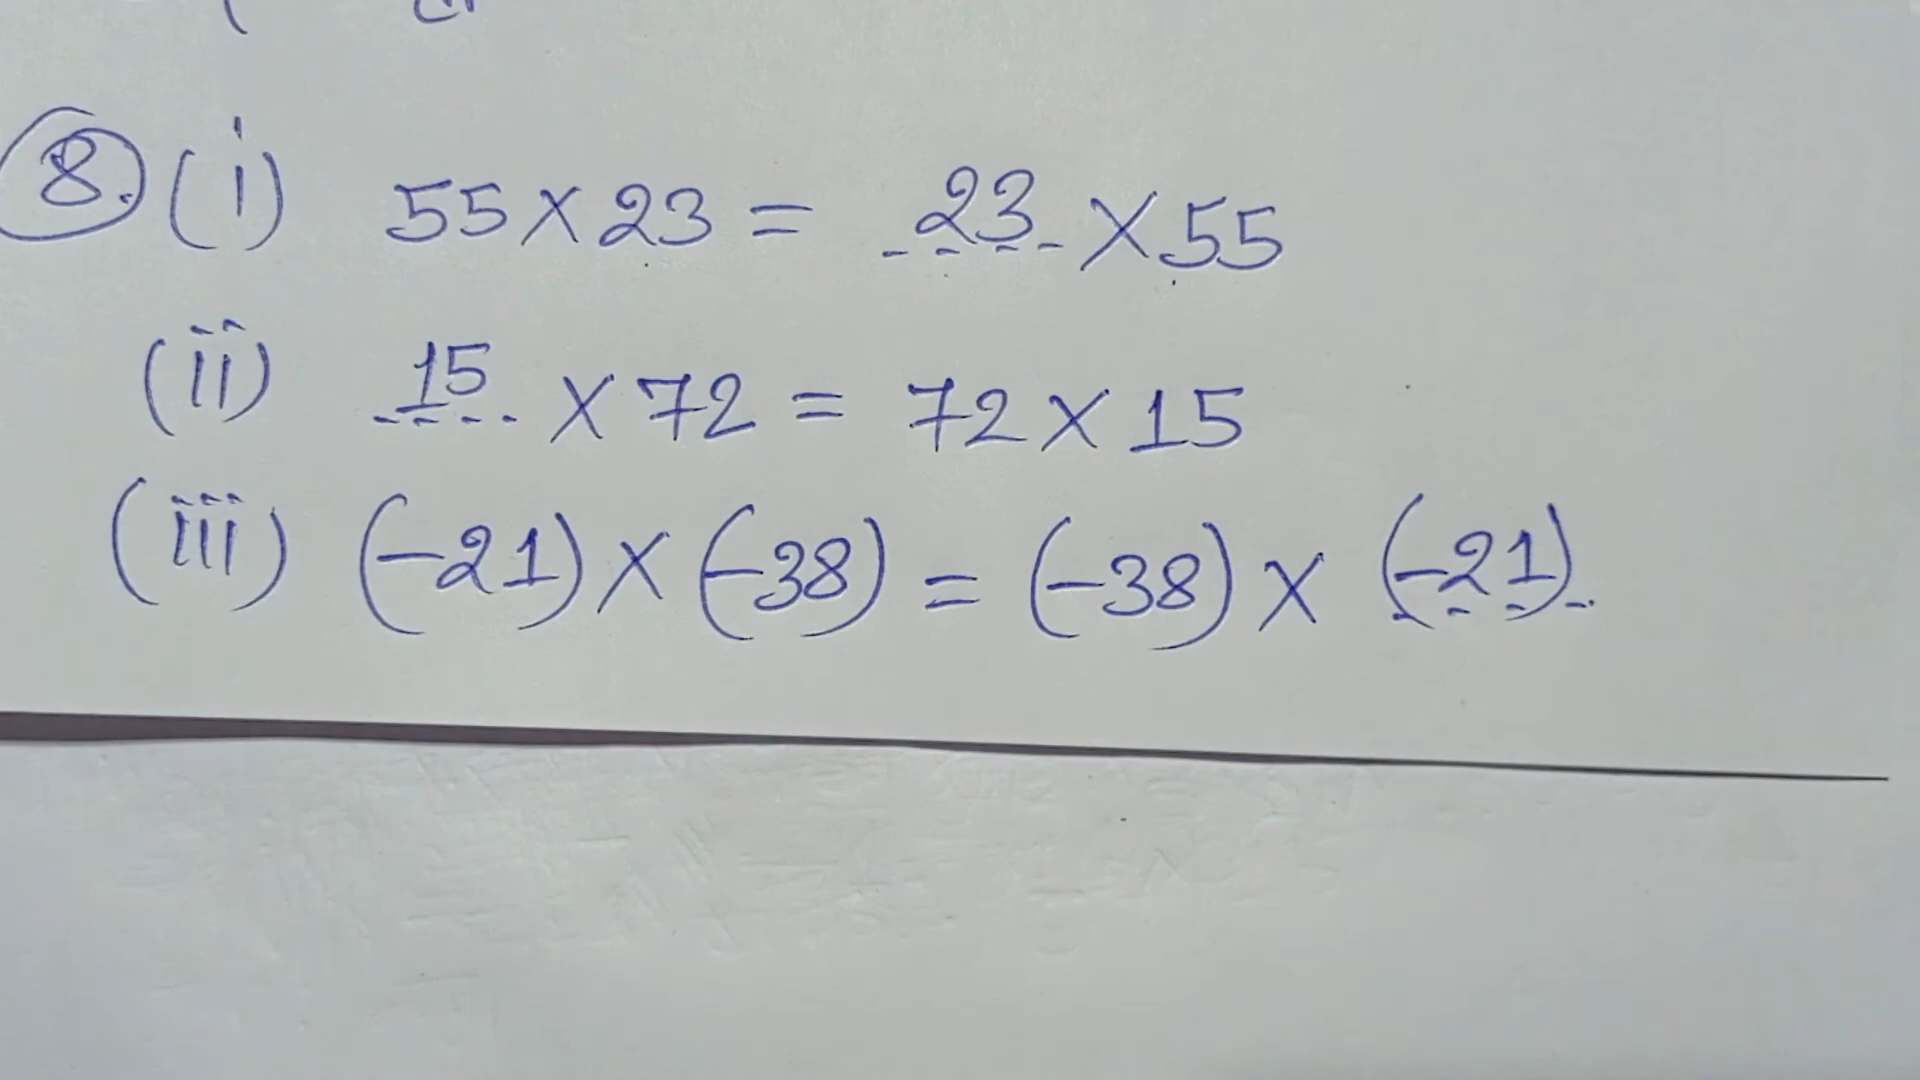 8. (i) 55 × 23 = 23 × 55
(ii) 15 × 72 = 72 × 15
(iii) (-21) × (-38) = (-38) × (-21)